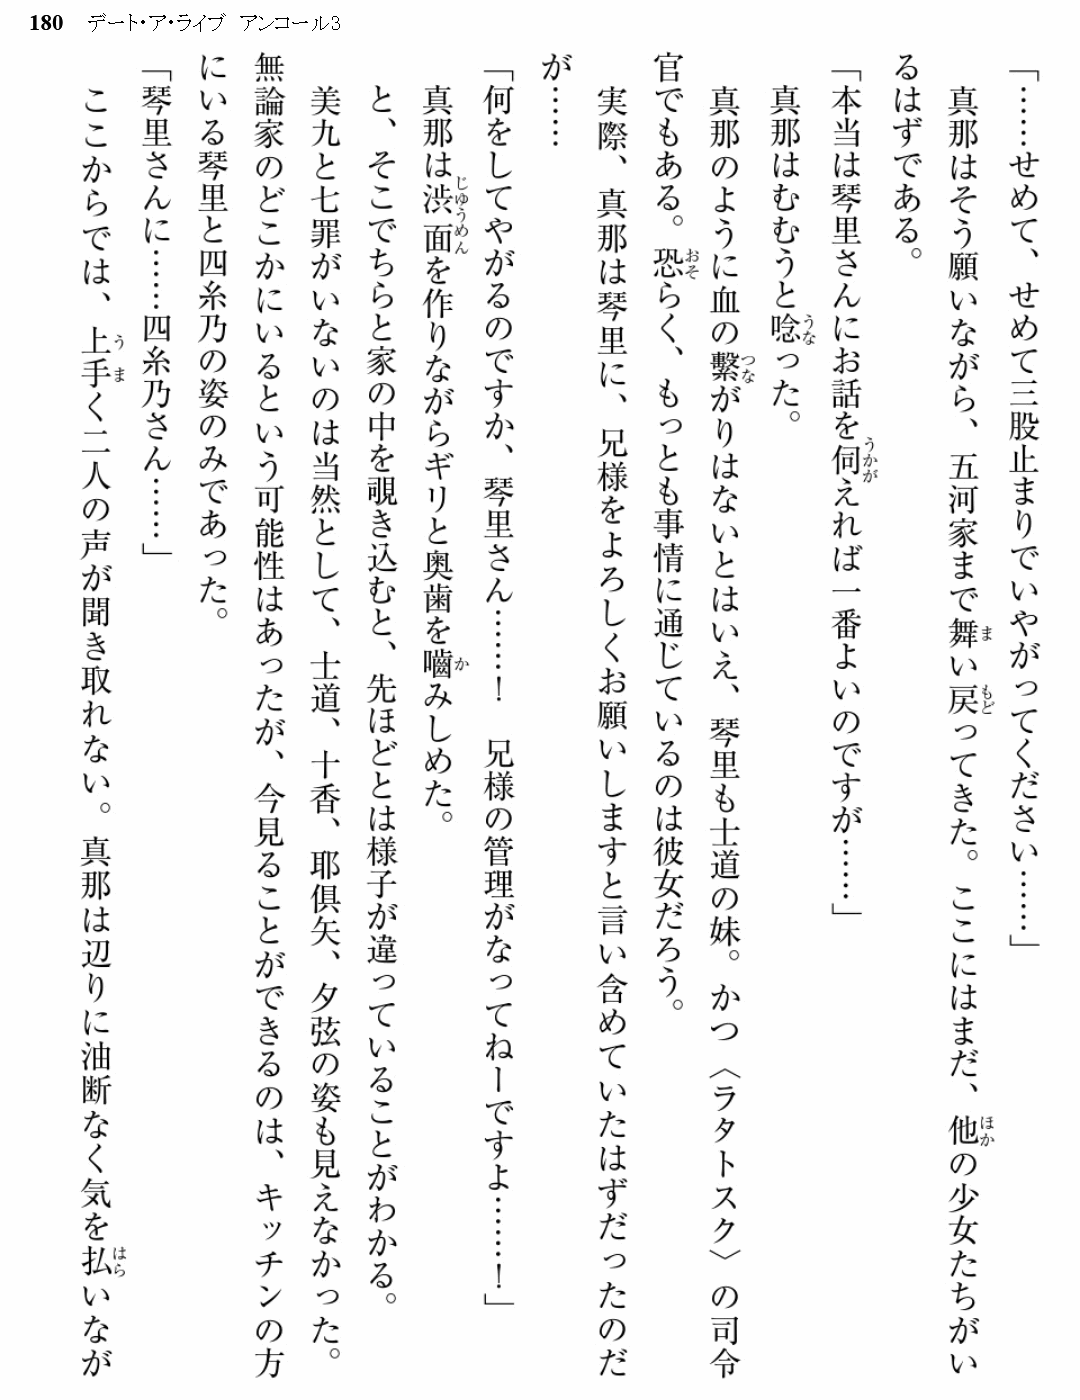 180 デート・ア・ライブ アンコール3
「……せめて、せめて三股止まりでいやがってください……」
真那はそう願いながら、五河家まで舞い戻ってきた。ここにはまだ、他の少女たちがい
るはずである。
「本当は琴里さんにお話を伺えれば一番よいのですが……」
真那はむむうと唸った。
真那のように血の繋がりはないとはいえ、琴里も士道の妹。かつ〈ラタトスク〉の司令
官でもある。恐らく、もっとも事情に通じているのは彼女だろう。
実際、真那は琴里に、兄様をよろしくお願いしますと言い含めていたはずだったのだ
が……
「何をしてやがるのですか、琴里さん……！ 兄様の管理がなってねーですよ……！」
真那は渋面を作りながらギリと奥歯を嚙みしめた。
と、そこでちらと家の中を覗き込むと、先ほどとは様子が違っていることがわかる。
美九と七罪がいないのは当然として、士道、十香、耶倶矢、夕弦の姿も見えなかった。
無論家のどこかにいるという可能性はあったが、今見ることができるのは、キッチンの方
にいる琴里と四糸乃の姿のみであった。
「琴里さんに……四糸乃さん……」
ここからでは、上手く二人の声が聞き取れない。真那は辺りに油断なく気を払いなが